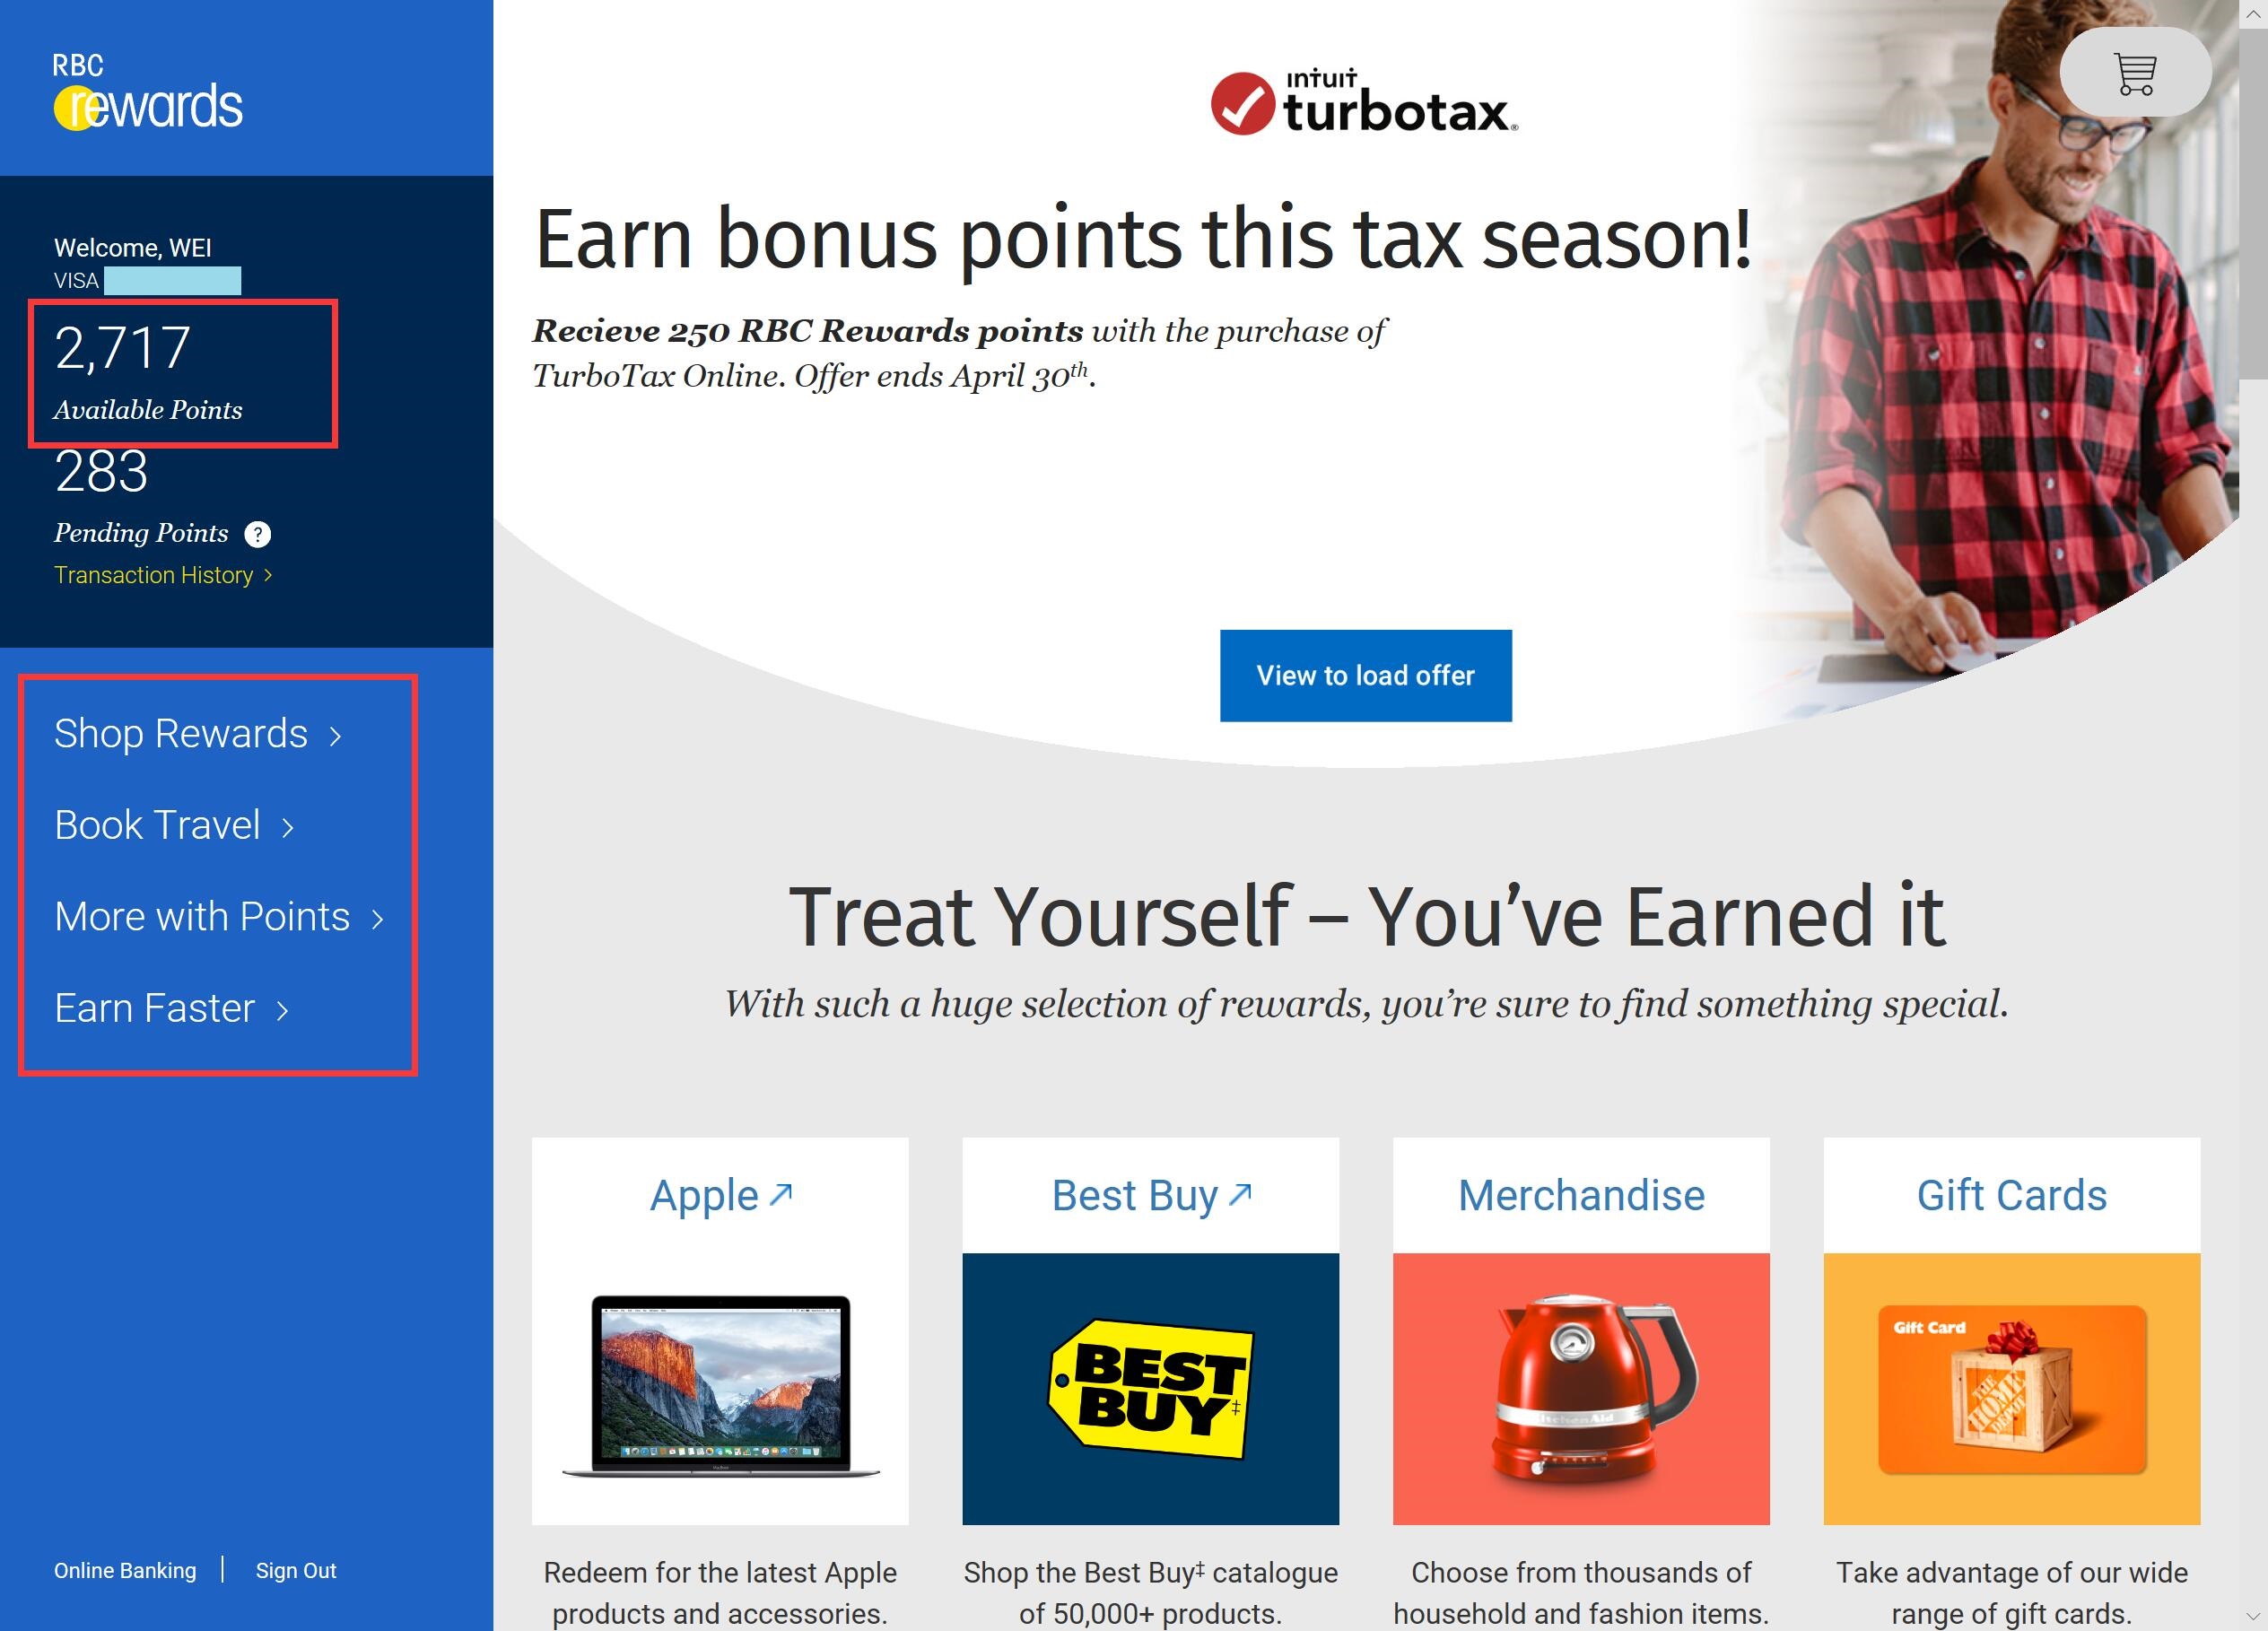 RBC
rewards
Welcome, WEI
VISA
2,717
Available Points
283
Pending Points ?
Transaction History >
Shop Rewards >
Book Travel >
More with Points >
Earn Faster >
Online Banking | Sign Out
intuit
turbotax®
Earn bonus points this tax season!
Recieve 250 RBC Rewards points with the purchase of
TurboTax Online. Offer ends April 30th.
View to load offer
Treat Yourself – You’ve Earned it
With such a huge selection of rewards, you’re sure to find something special.
Apple
Redeem for the latest Apple
products and accessories.
Best Buy
BEST
BUY‡
Shop the Best Buy‡ catalogue
of 50,000+ products.
Merchandise
KitchenAid
Choose from thousands of
household and fashion items.
Gift Cards
Gift Card
THE
HOME
DEPOT
Take advantage of our wide
range of gift cards.